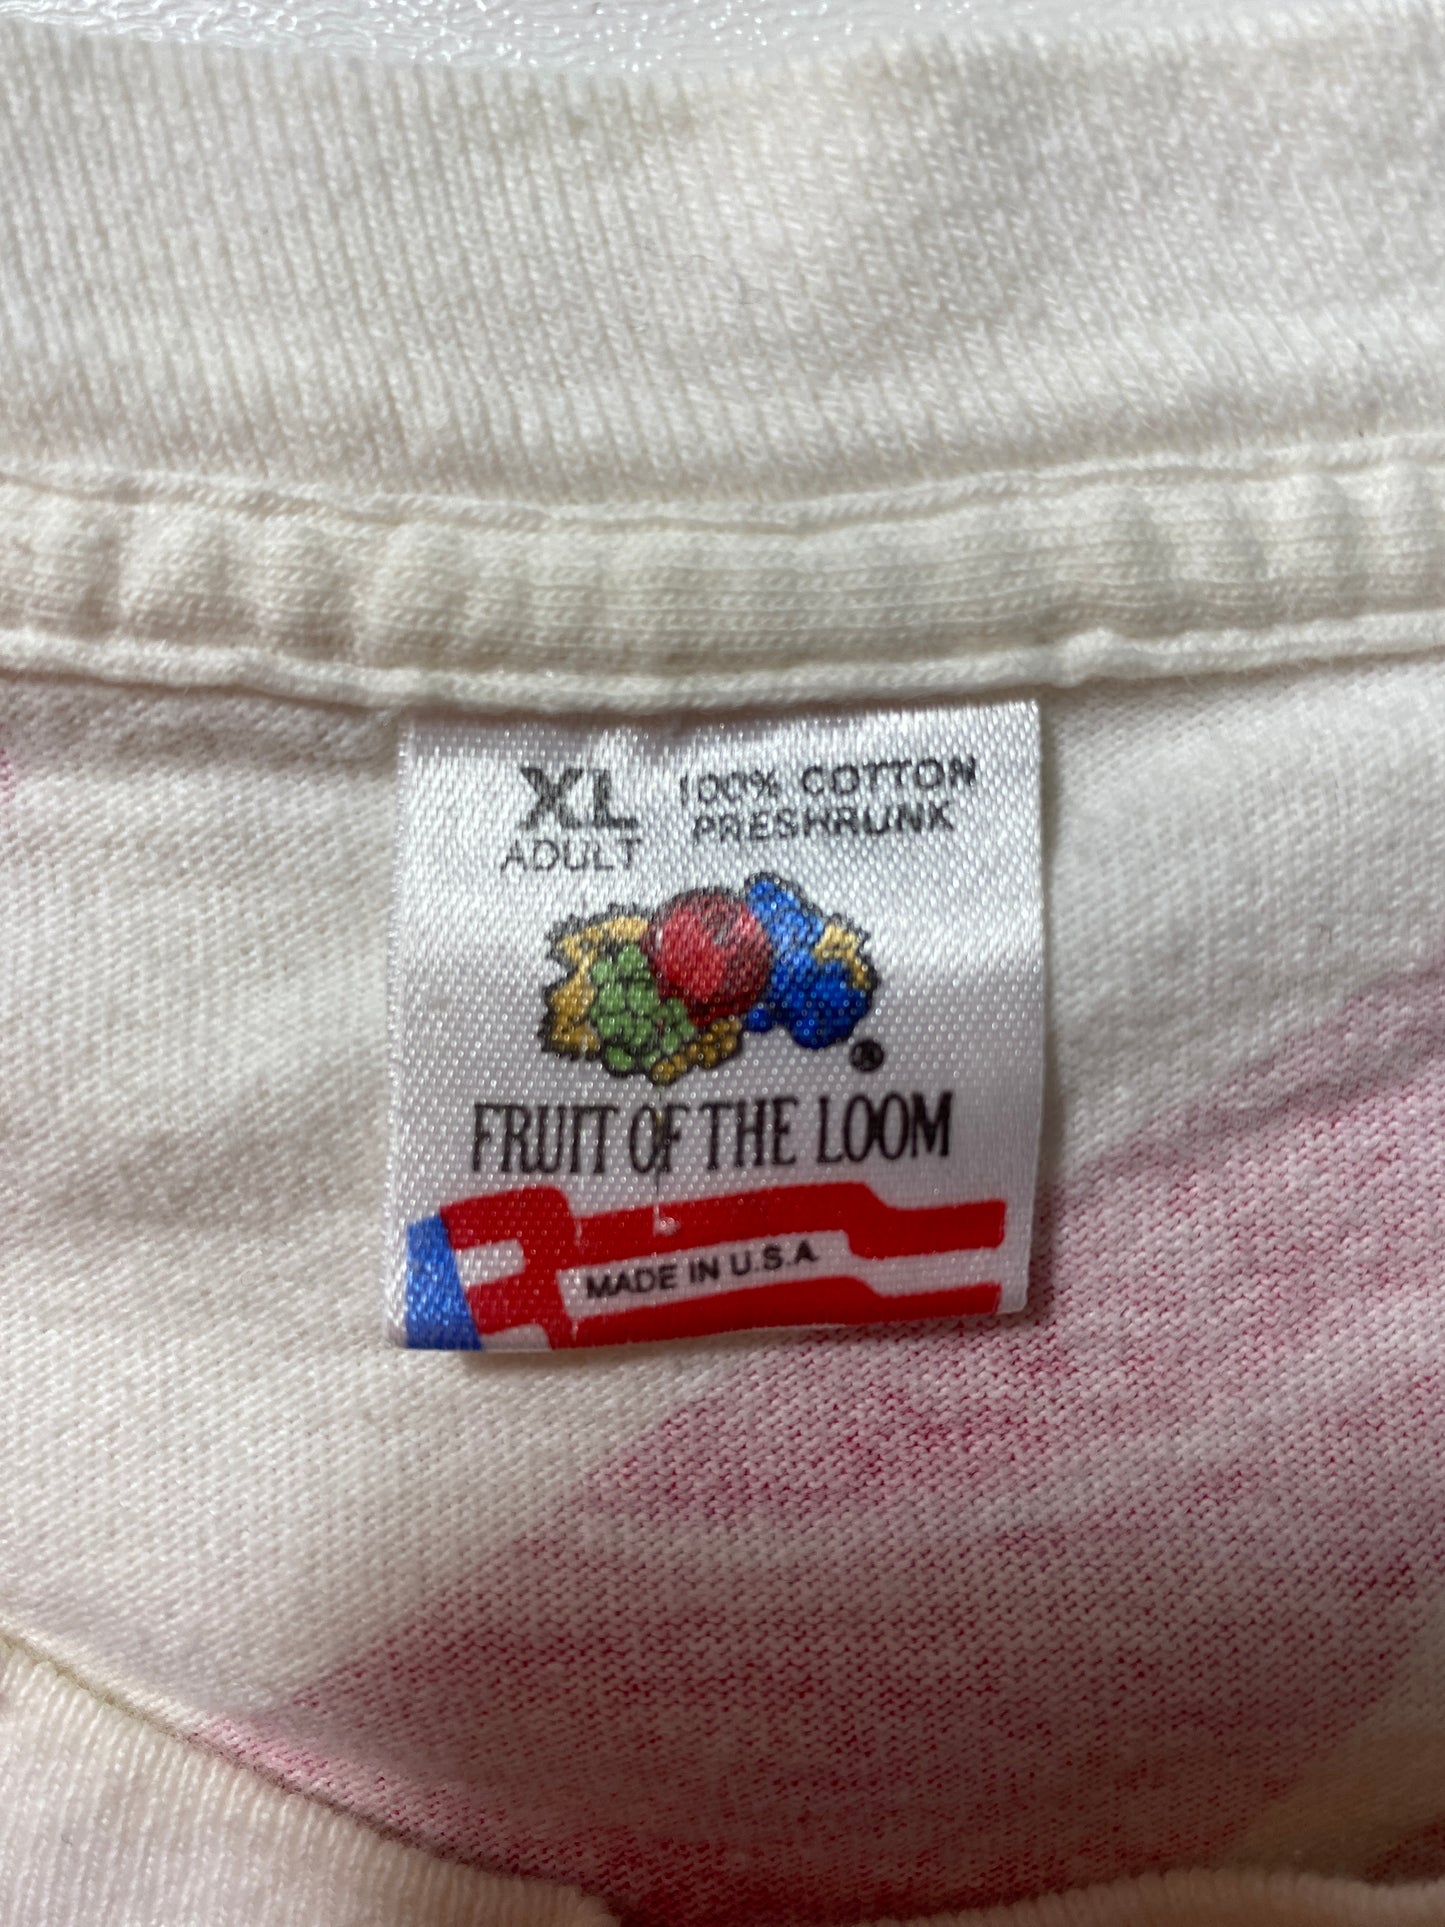 XL
ADULT
100% COTTON
PRESHRUNK
®
FRUIT OF THE LOOM
MADE IN U.S.A.